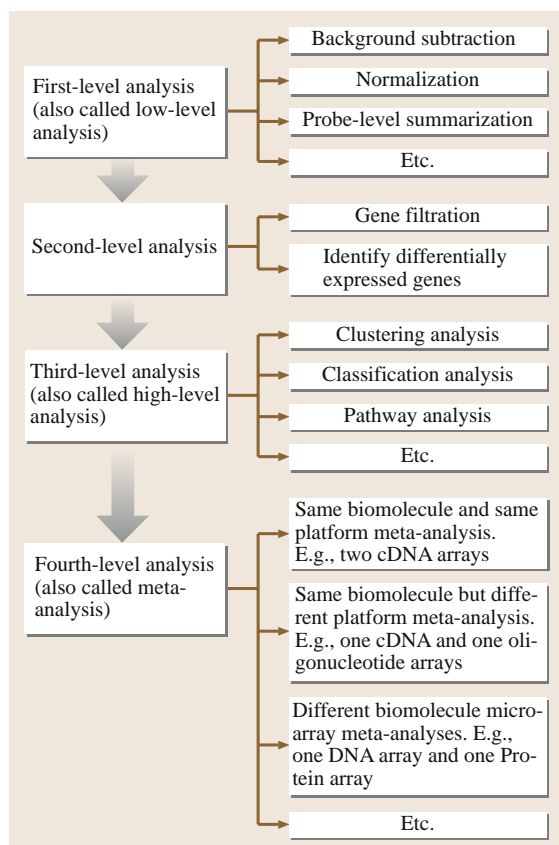 First-level analysis
(also called low-level
analysis)
Background subtraction
Normalization
Probe-level summarization
Etc.
Second-level analysis
Gene filtration
Identify differentially
expressed genes
Third-level analysis
(also called high-level
analysis)
Clustering analysis
Classification analysis
Pathway analysis
Etc.
Fourth-level analysis
(also called meta-
analysis)
Same biomolecule and same
platform meta-analysis.
E.g., two cDNA arrays
Same biomolecule but diffe-
rent platform meta-analysis.
E.g., one cDNA and one oli-
gonucleotide arrays
Different biomolecule micro-
array meta-analyses. E.g.,
one DNA array and one Pro-
tein array
Etc.